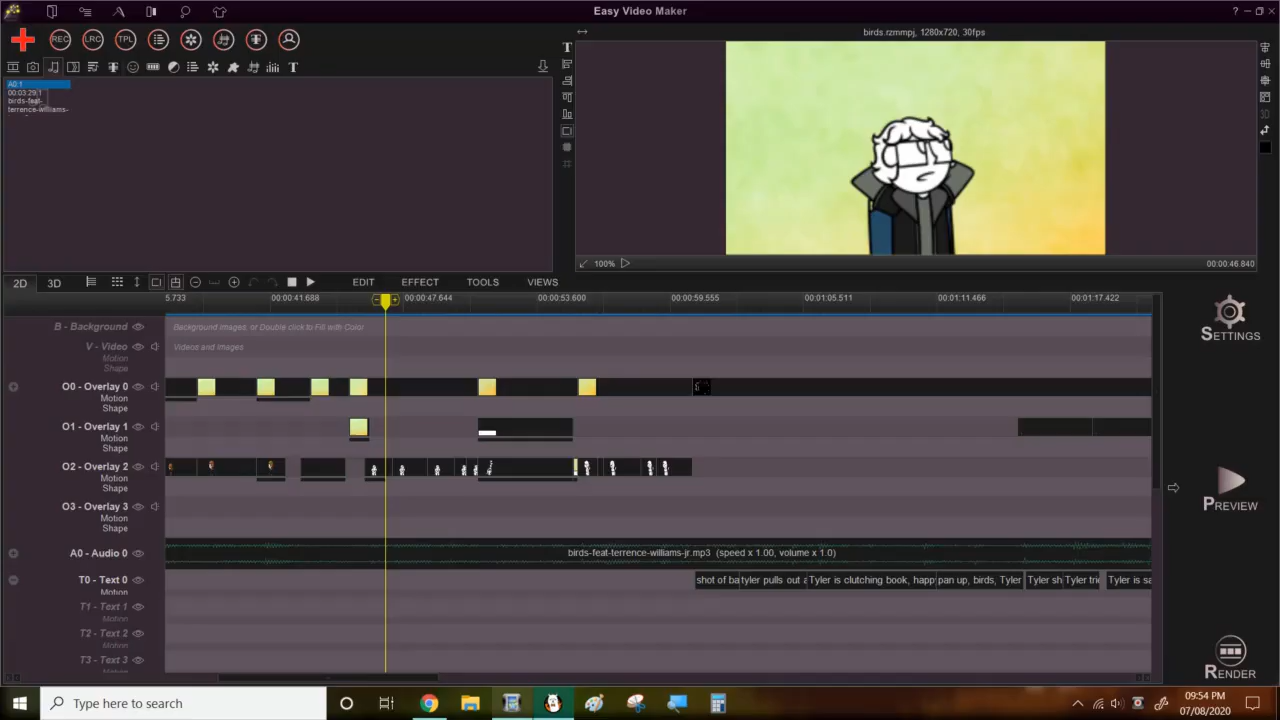 Easy Video Maker
?
REC
LRC
TPL
T
birds.rzmmpj, 1280x720, 30fps
A0:1
00:03:29.1
birds-feat-
terrence-williams-
T
3D
100%
00:00:46.840
2D
3D
EDIT
EFFECT
TOOLS
VIEWS
5.733
00:00:41.688
00:00:47.644
00:00:53.600
00:00:59.555
00:01:05.511
00:01:11.466
00:01:17.422
SETTINGS
B - Background
Background images, or Double click to Fill with Color
V - Video
Videos and Images
Motion
Shape
O0 - Overlay 0
Motion
Shape
O1 - Overlay 1
Motion
Shape
O2 - Overlay 2
Motion
Shape
PREVIEW
O3 - Overlay 3
Motion
Shape
A0 - Audio 0
birds-feat-terrence-williams-jr.mp3 (speed x 1.00, volume x 1.0)
T0 - Text 0
shot of ba
tyler pulls out a
Tyler is clutching book, happ
pan up, birds, Tyler
Tyler sh
Tyler trie
Tyler is sa
Motion
T1 - Text 1
Motion
T2 - Text 2
Motion
T3 - Text 3
Motion
RENDER
Type here to search
09:54 PM
07/08/2020